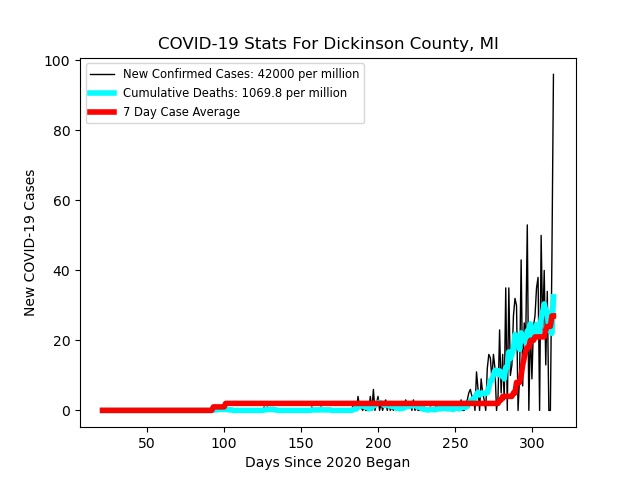 COVID-19 Stats For Dickinson County, MI
New Confirmed Cases: 42000 per million
Cumulative Deaths: 1069.8 per million
7 Day Case Average
New COVID-19 Cases
100
80
60
40
20
0
50 100 150 200 250 300
Days Since 2020 Began